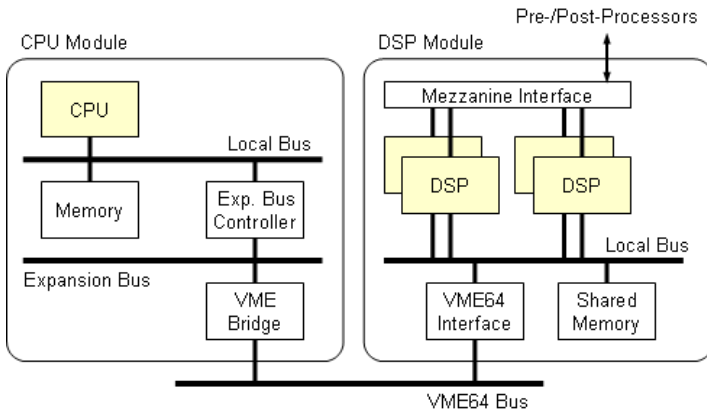 Pre-/Post-Processors
CPU Module
DSP Module
CPU
Mezzanine Interface
Local Bus
DSP
DSP
Memory
Exp. Bus
Controller
Local Bus
Expansion Bus
VME
Bridge
VME64
Interface
Shared
Memory
VME64 Bus